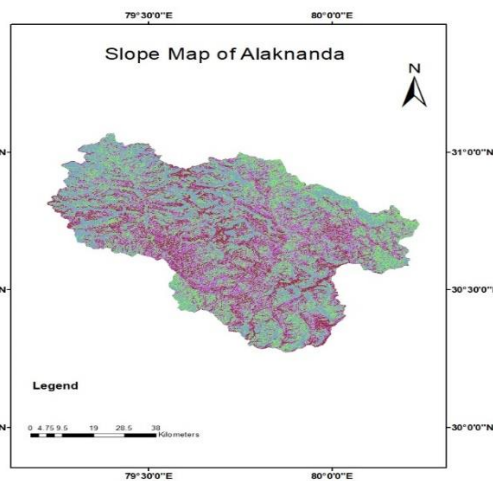 79°30'0"E 80°0'0"E
Slope Map of Alaknanda
N
N 31°0'0"N
N 30°30'0"N
Legend
0 4.75 9.5 19 28.5 38
Kilometers
N 30°0'0"N
79°30'0"E 80°0'0"E